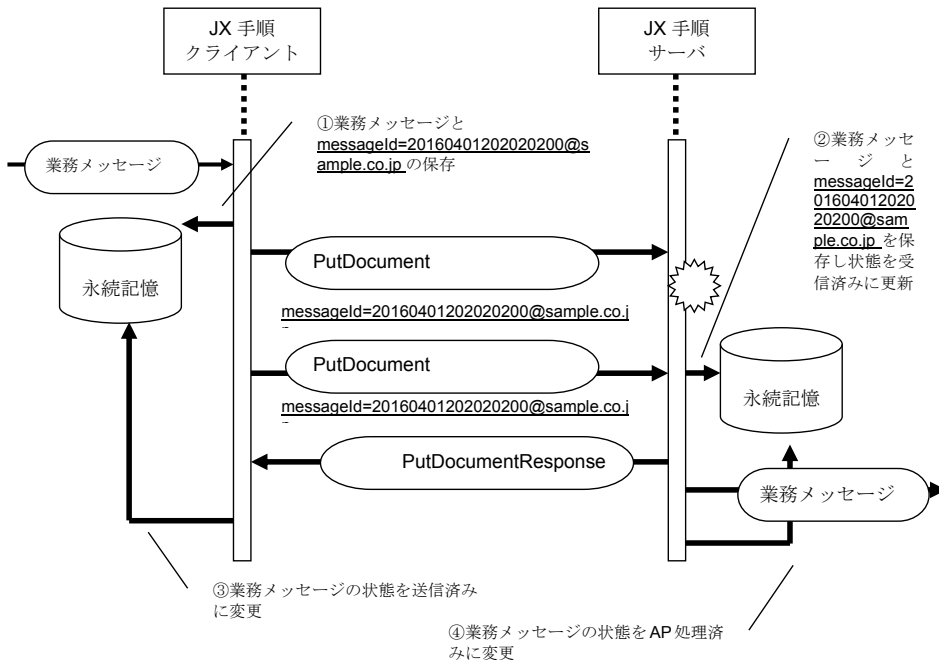 JX 手順
クライアント
JX 手順
サーバ
①業務メッセージと
messageId=20160401202020200@s
ample.co.jp の保存
②業務メッセ
ージと
messageId=2
01604012020
20200@sam
ple.co.jp を保
存し状態を受
信済みに更新
業務メッセージ
永続記憶
PutDocument
messageId=20160401202020200@sample.co.j
PutDocument
messageId=20160401202020200@sample.co.j
永続記憶
PutDocumentResponse
業務メッセージ
③業務メッセージの状態を送信済み
に変更
④業務メッセージの状態を AP 処理済
みに変更